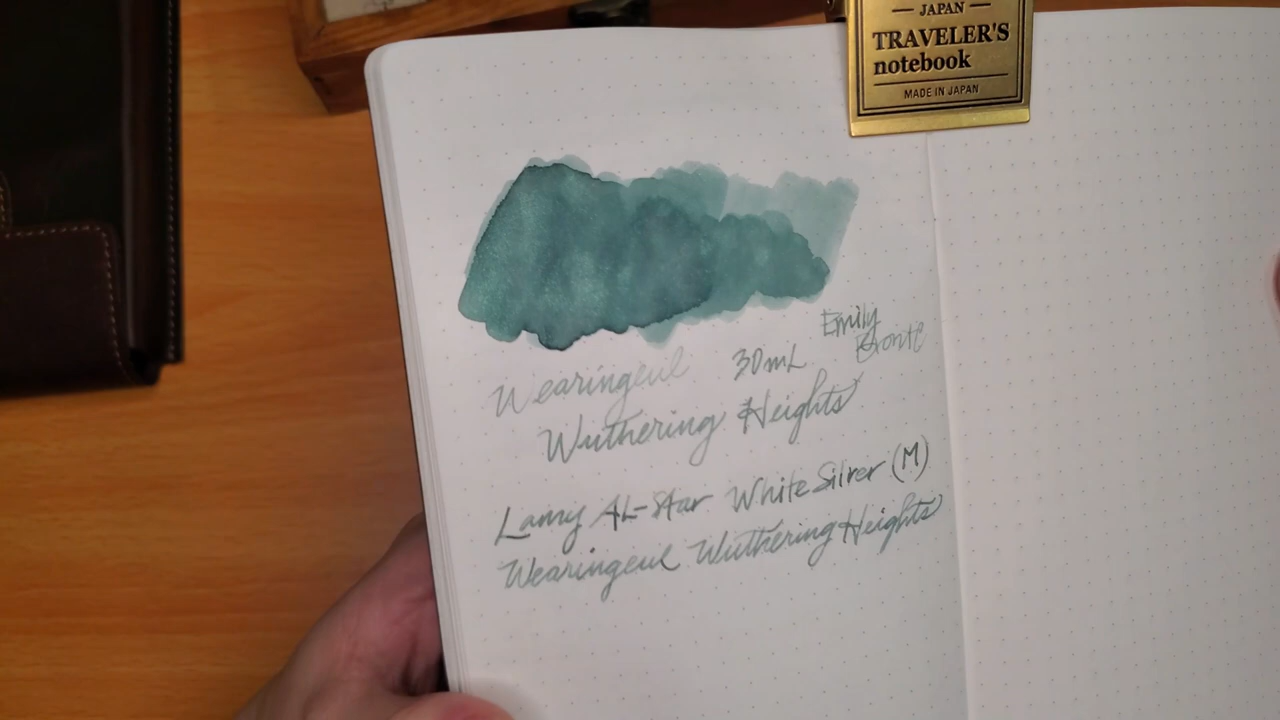 JAPAN
TRAVELER'S
notebook
MADE IN JAPAN
Emily
Brontë
Wearingeul 30mL
Wuthering Heights
Lamy AL-Star White Silver (M)
Wearingeul Wuthering Heights